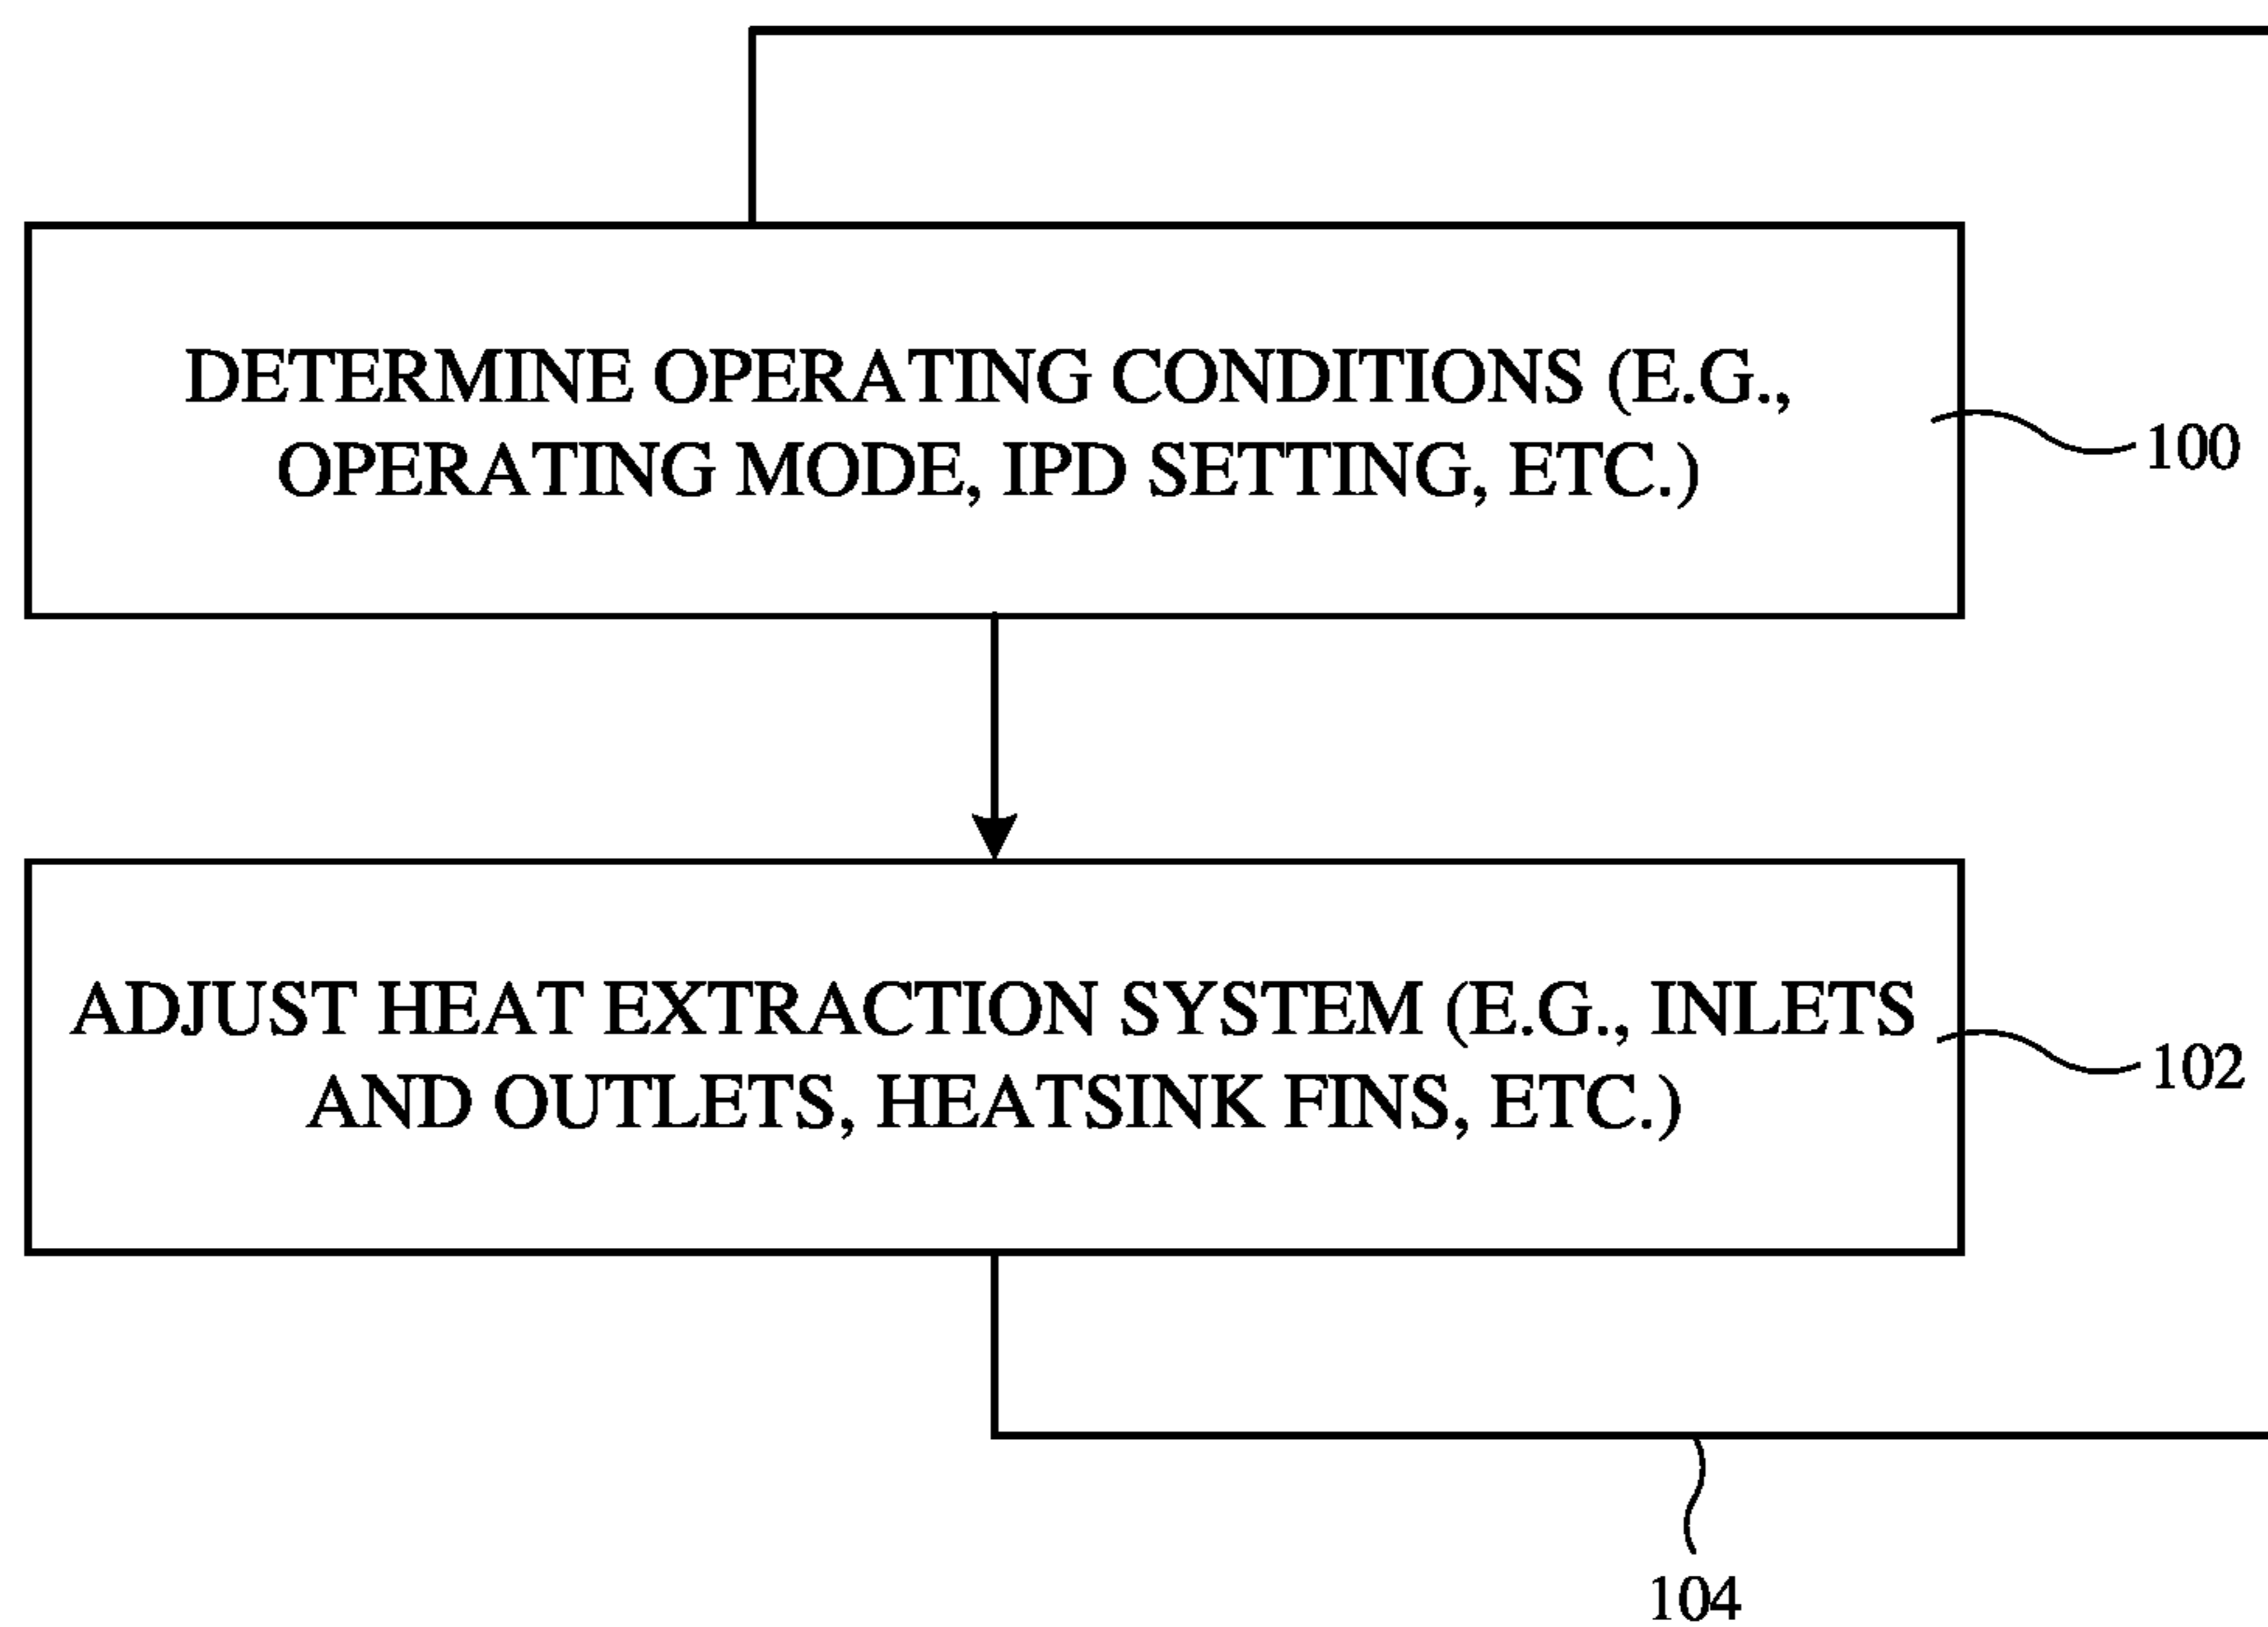 DETERMINE OPERATING CONDITIONS (E.G.,
OPERATING MODE, IPD SETTING, ETC.)
100
ADJUST HEAT EXTRACTION SYSTEM (E.G., INLETS
AND OUTLETS, HEATSINK FINS, ETC.)
102
104